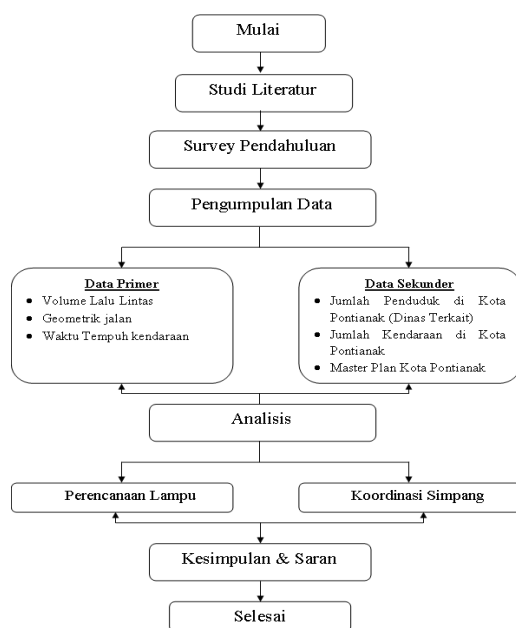 Mulai
Studi Literatur
Survey Pendahuluan
Pengumpulan Data
Data Primer
• Volume Lalu Lintas
• Geometrik jalan
• Waktu Tempuh kendaraan
Data Sekunder
• Jumlah Penduduk di Kota
Pontianak (Dinas Terkait)
• Jumlah Kendaraan di Kota
Pontianak
• Master Plan Kota Pontianak
Analisis
Perencanaan Lampu
Koordinasi Simpang
Kesimpulan & Saran
Selesai